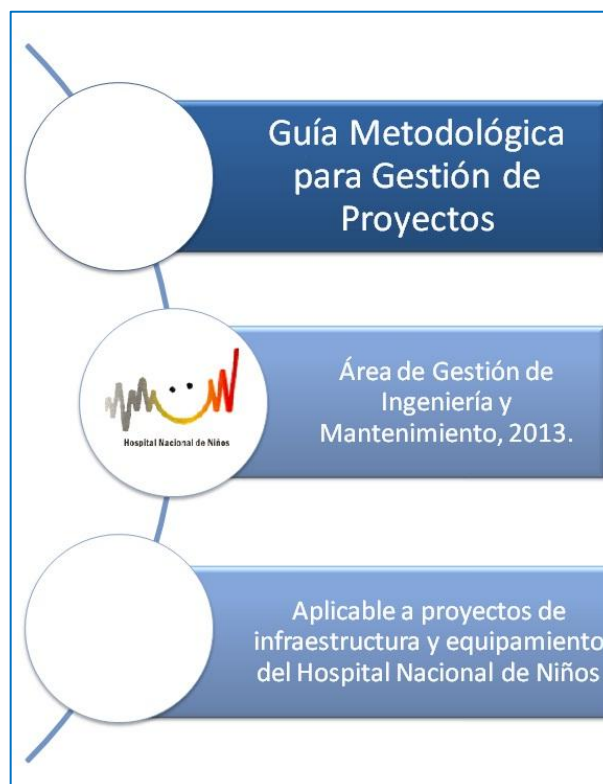 Guía Metodológica
para Gestión de
Proyectos
Hospital Nacional de Niños
Área de Gestión de
Ingeniería y
Mantenimiento, 2013.
Aplicable a proyectos de
infraestructura y equipamiento
del Hospital Nacional de Niños